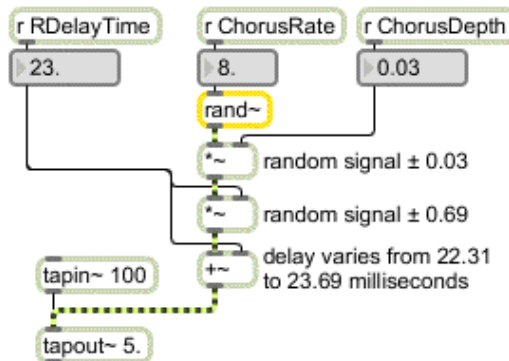 r RDelayTime
r ChorusRate
r ChorusDepth
23.
8.
0.03
rand~
*~
random signal ± 0.03
*~
random signal ± 0.69
+~
delay varies from 22.31
to 23.69 milliseconds
tapin~ 100
tapout~ 5.